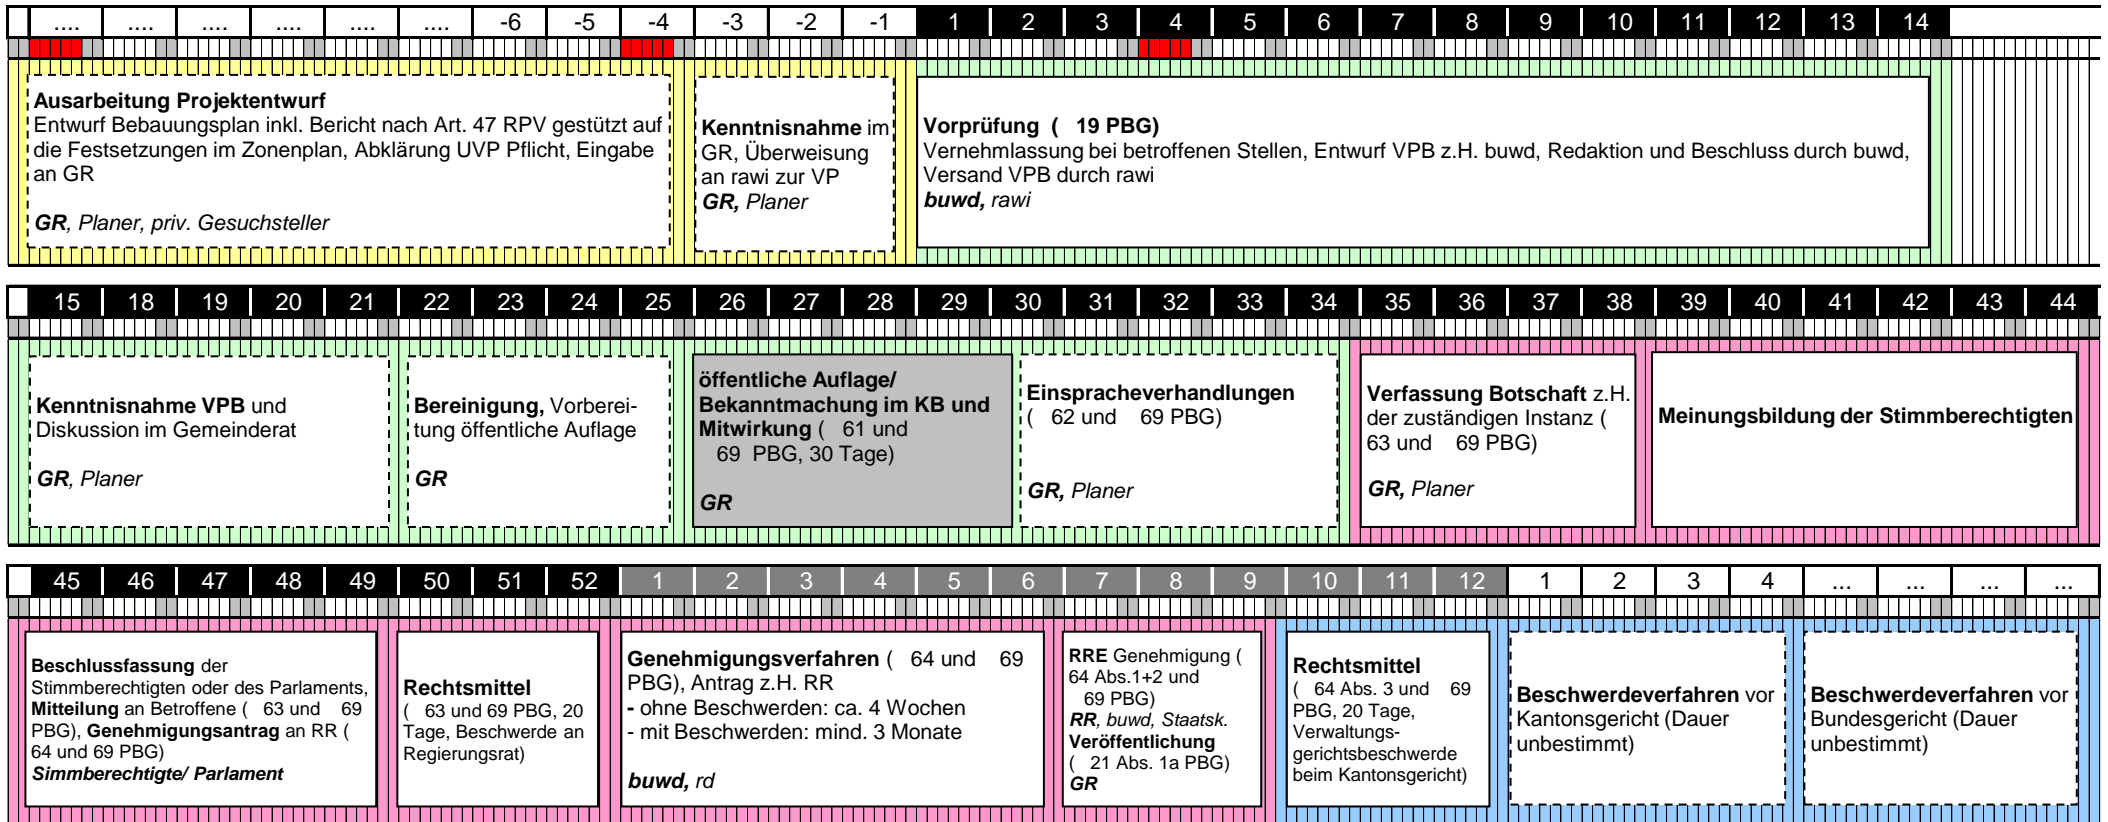 .... .... .... .... .... .... -6 -5 -4 -3 -2 -1 1 2 3 4 5 6 7 8 9 10 11 12 13 14
Ausarbeitung Projektentwurf
Entwurf Bebauungsplan inkl. Bericht nach Art. 47 RPV gestützt auf
die Festsetzungen im Zonenplan, Abklärung UVP Pflicht, Eingabe
an GR
GR, Planer, priv. Gesuchsteller
Kenntnisnahme im
GR, Überweisung
an rawi zur VP
GR, Planer
Vorprüfung ( 19 PBG)
Vernehmlassung bei betroffenen Stellen, Entwurf VPB z.H. buwd, Redaktion und Beschluss durch buwd,
Versand VPB durch rawi
buwd, rawi
15 18 19 20 21 22 23 24 25 26 27 28 29 30 31 32 33 34 35 36 37 38 39 40 41 42 43 44
Kenntnisnahme VPB und
Diskussion im Gemeinderat
GR, Planer
Bereinigung, Vorberei-
tung öffentliche Auflage
GR
öffentliche Auflage/
Bekanntmachung im KB und
Mitwirkung ( 61 und
69 PBG, 30 Tage)
GR
Einspracheverhandlungen
( 62 und 69 PBG)
GR, Planer
Verfassung Botschaft z.H.
der zuständigen Instanz (
63 und 69 PBG)
GR, Planer
Meinungsbildung der Stimmberechtigten
45 46 47 48 49 50 51 52 1 2 3 4 5 6 7 8 9 10 11 12 1 2 3 4 ... ... ... ...
Beschlussfassung der
Stimmberechtigten oder des Parlaments,
Mitteilung an Betroffene ( 63 und 69
PBG), Genehmigungsantrag an RR (
64 und 69 PBG)
Simmberechtigte/ Parlament
Rechtsmittel
( 63 und 69 PBG, 20
Tage, Beschwerde an
Regierungsrat)
Genehmigungsverfahren ( 64 und 69
PBG), Antrag z.H. RR
- ohne Beschwerden: ca. 4 Wochen
- mit Beschwerden: mind. 3 Monate
buwd, rd
RRE Genehmigung (
64 Abs.1+2 und
69 PBG)
RR, buwd, Staatsk.
Veröffentlichung
( 21 Abs. 1a PBG)
GR
Rechtsmittel
( 64 Abs. 3 und 69
PBG, 20 Tage,
Verwaltungs-
gerichtsbeschwerde
beim Kantonsgericht)
Beschwerdeverfahren vor
Kantonsgericht (Dauer
unbestimmt)
Beschwerdeverfahren vor
Bundesgericht (Dauer
unbestimmt)